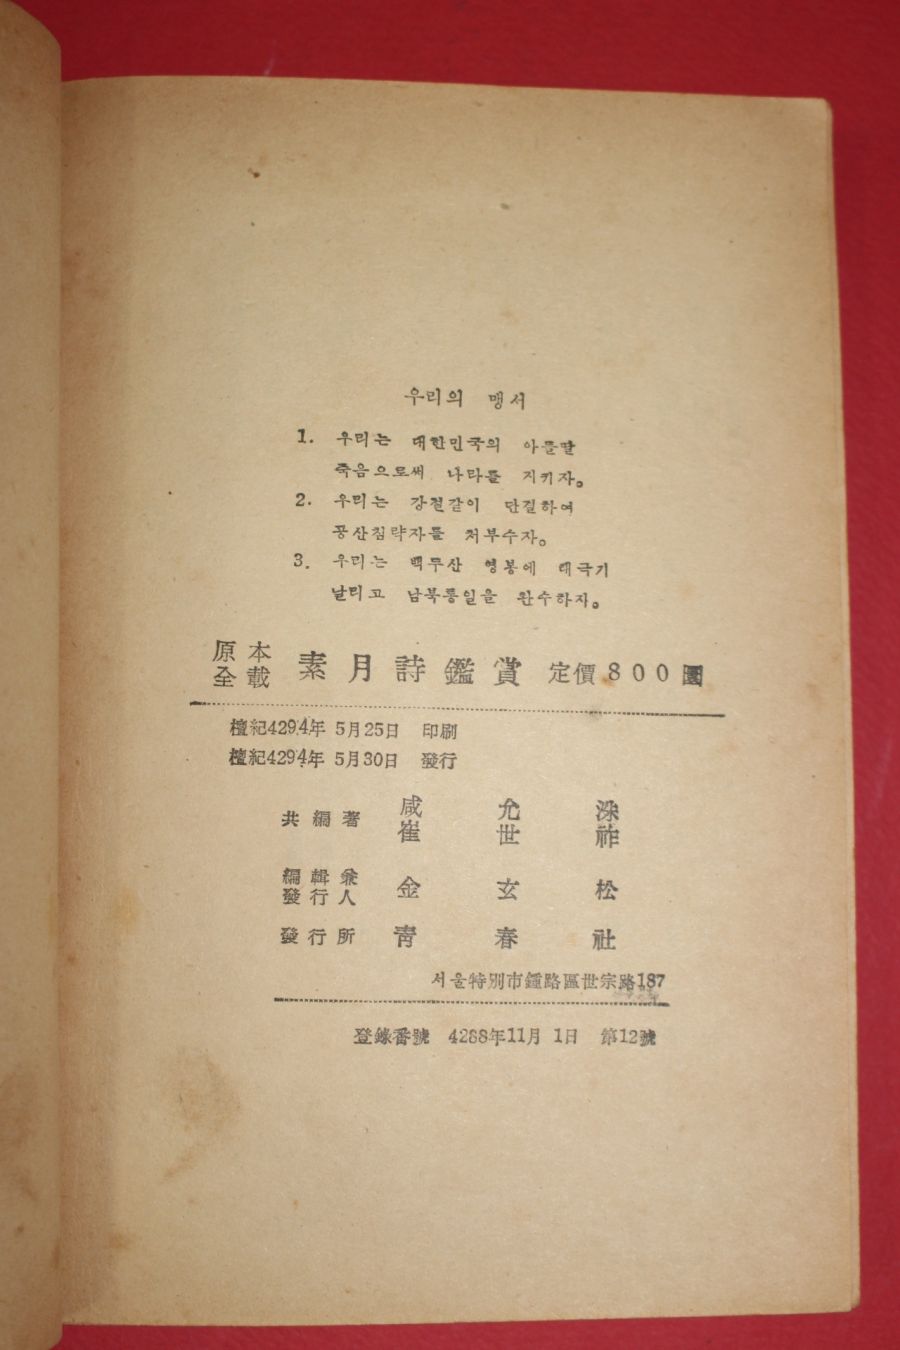 우리의 맹서
1. 우리는 대한민국의 아들딸
죽음으로써 나라를 지키자。
2. 우리는 강철같이 단결하여
공산침략자를 처부수자。
3. 우리는 백두산 영봉에 태극기
날리고 남북통일을 완수하자。
原本全載 素月詩鑑賞 定價800圜
檀紀4294年 5月25日 印刷
檀紀4294年 5月30日 發行
共編著 咸允洙
崔世祚
編輯兼發行人 金玄松
發行所 靑春社
서울特別市鍾路區世宗路187
登錄番號 4288年11月 1日 第12號